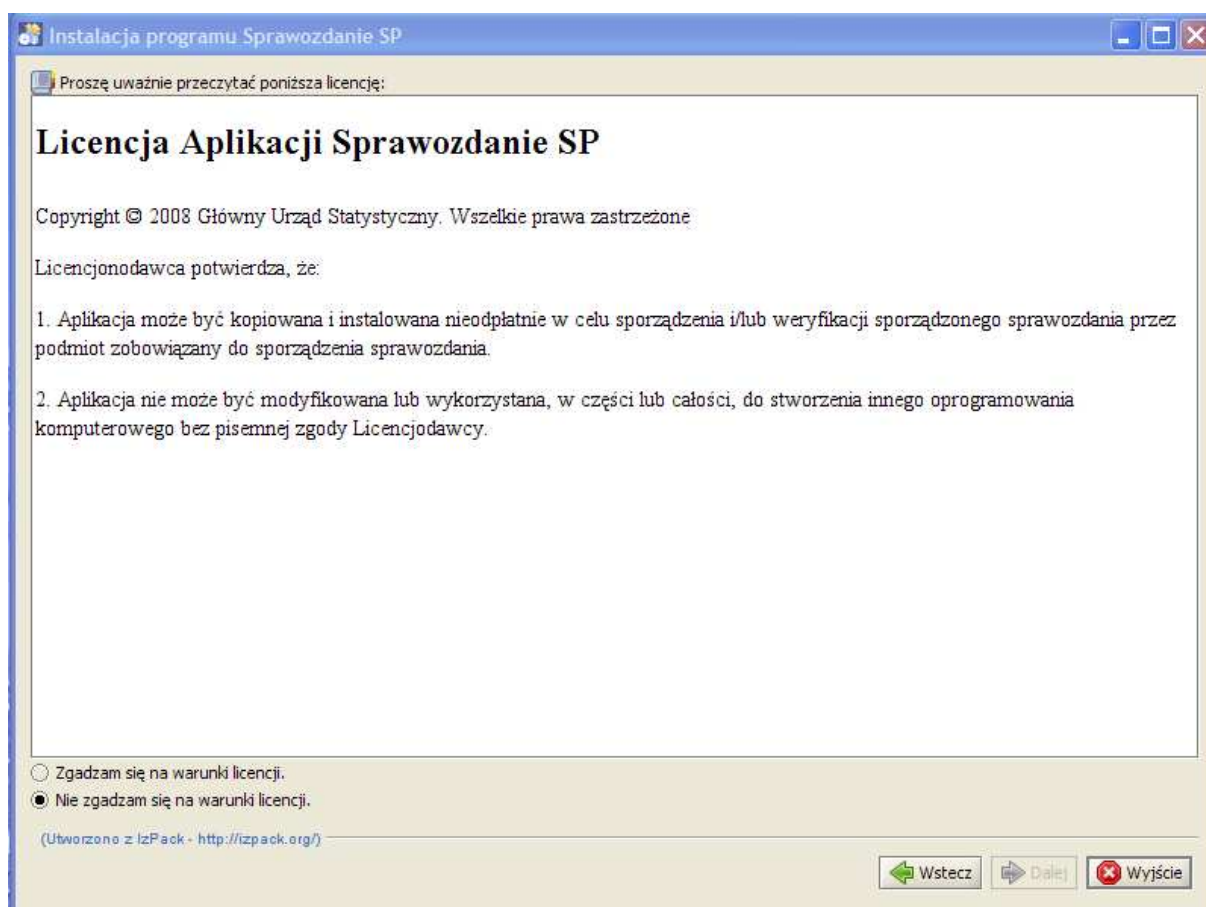 Instalacja programu Sprawozdanie SP
Proszę uważnie przeczytać poniższa licencję:
Licencja Aplikacji Sprawozdanie SP
Copyright © 2008 Główny Urząd Statystyczny. Wszelkie prawa zastrzeżone
Licencjonodawca potwierdza, że:
1. Aplikacja może być kopiowana i instalowana nieodpłatnie w celu sporządzenia i/lub weryfikacji sporządzonego sprawozdania przez
podmiot zobowiązany do sporządzenia sprawozdania.
2. Aplikacja nie może być modyfikowana lub wykorzystana, w części lub całości, do stworzenia innego oprogramowania
komputerowego bez pisemnej zgody Licencjodawcy.
Zgadzam się na warunki licencji.
Nie zgadzam się na warunki licencji.
(Utworzono z IzPack - http://izpack.org/)
Wstecz Dalej Wyjście